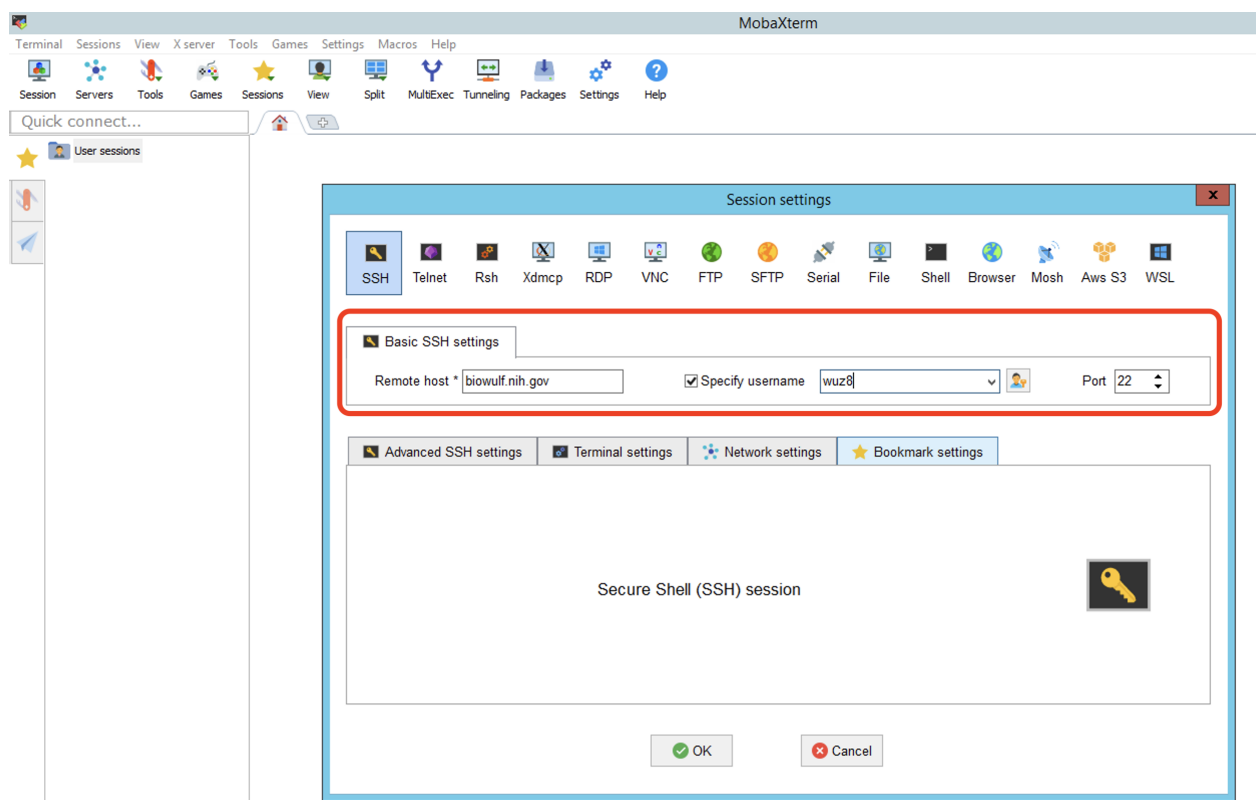 MobaXterm
Terminal Sessions View X server Tools Games Settings Macros Help
Session Servers Tools Games Sessions View Split MultiExec Tunneling Packages Settings Help
Quick connect...
User sessions
Session settings
SSH Telnet Rsh Xdmcp RDP VNC FTP SFTP Serial File Shell Browser Mosh Aws S3 WSL
Basic SSH settings
Remote host * biowulf.nih.gov Specify username wuz8 Port 22
Advanced SSH settings Terminal settings Network settings Bookmark settings
Secure Shell (SSH) session
OK Cancel